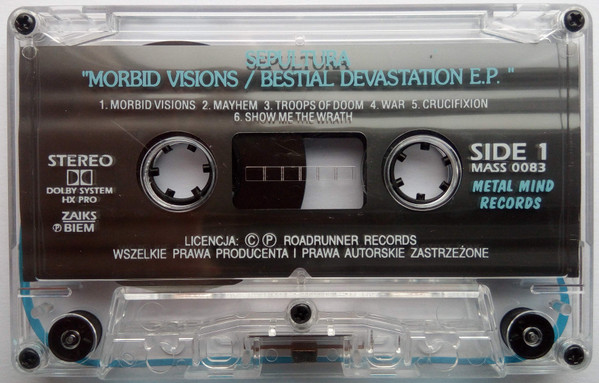 SEPULTURA
"MORBID VISIONS / BESTIAL DEVASTATION E.P. "
1. MORBID VISIONS 2. MAYHEM 3. TROOPS OF DOOM 4. WAR 5. CRUCIFIXION
6. SHOW ME THE WRATH
STEREO
DOLBY SYSTEM
HX PRO
ZAIKS
Ⓟ BIEM
SIDE 1
MASS 0083
METAL MIND
RECORDS
LICENCJA: © Ⓟ ROADRUNNER RECORDS
WSZELKIE PRAWA PRODUCENTA I PRAWA AUTORSKIE ZASTRZEŻONE